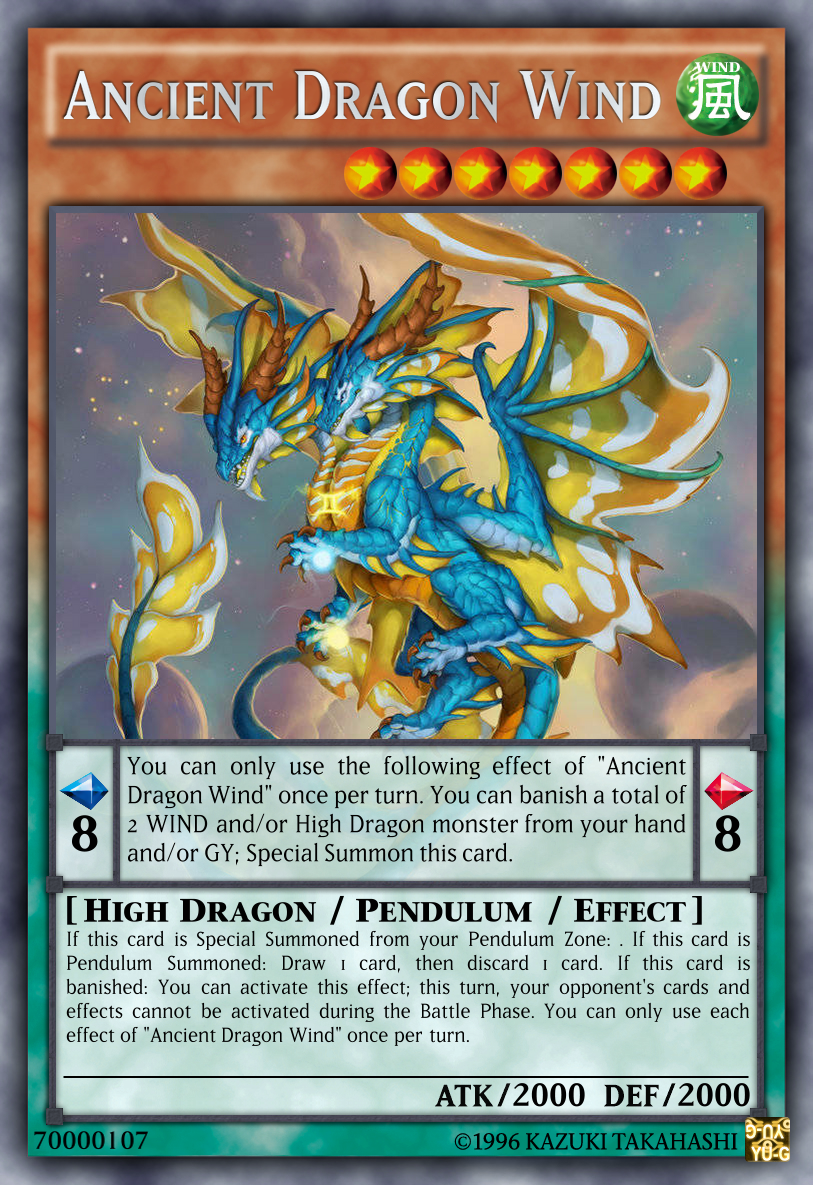 Ancient Dragon Wind
WIND
風
You can only use the following effect of "Ancient
Dragon Wind" once per turn. You can banish a total of
2 WIND and/or High Dragon monster from your hand
and/or GY; Special Summon this card.
8
8
[ High Dragon / Pendulum / Effect ]
If this card is Special Summoned from your Pendulum Zone: . If this card is
Pendulum Summoned: Draw 1 card, then discard 1 card. If this card is
banished: You can activate this effect; this turn, your opponent's cards and
effects cannot be activated during the Battle Phase. You can only use each
effect of "Ancient Dragon Wind" once per turn.
ATK/2000 DEF/2000
70000107
©1996 KAZUKI TAKAHASHI